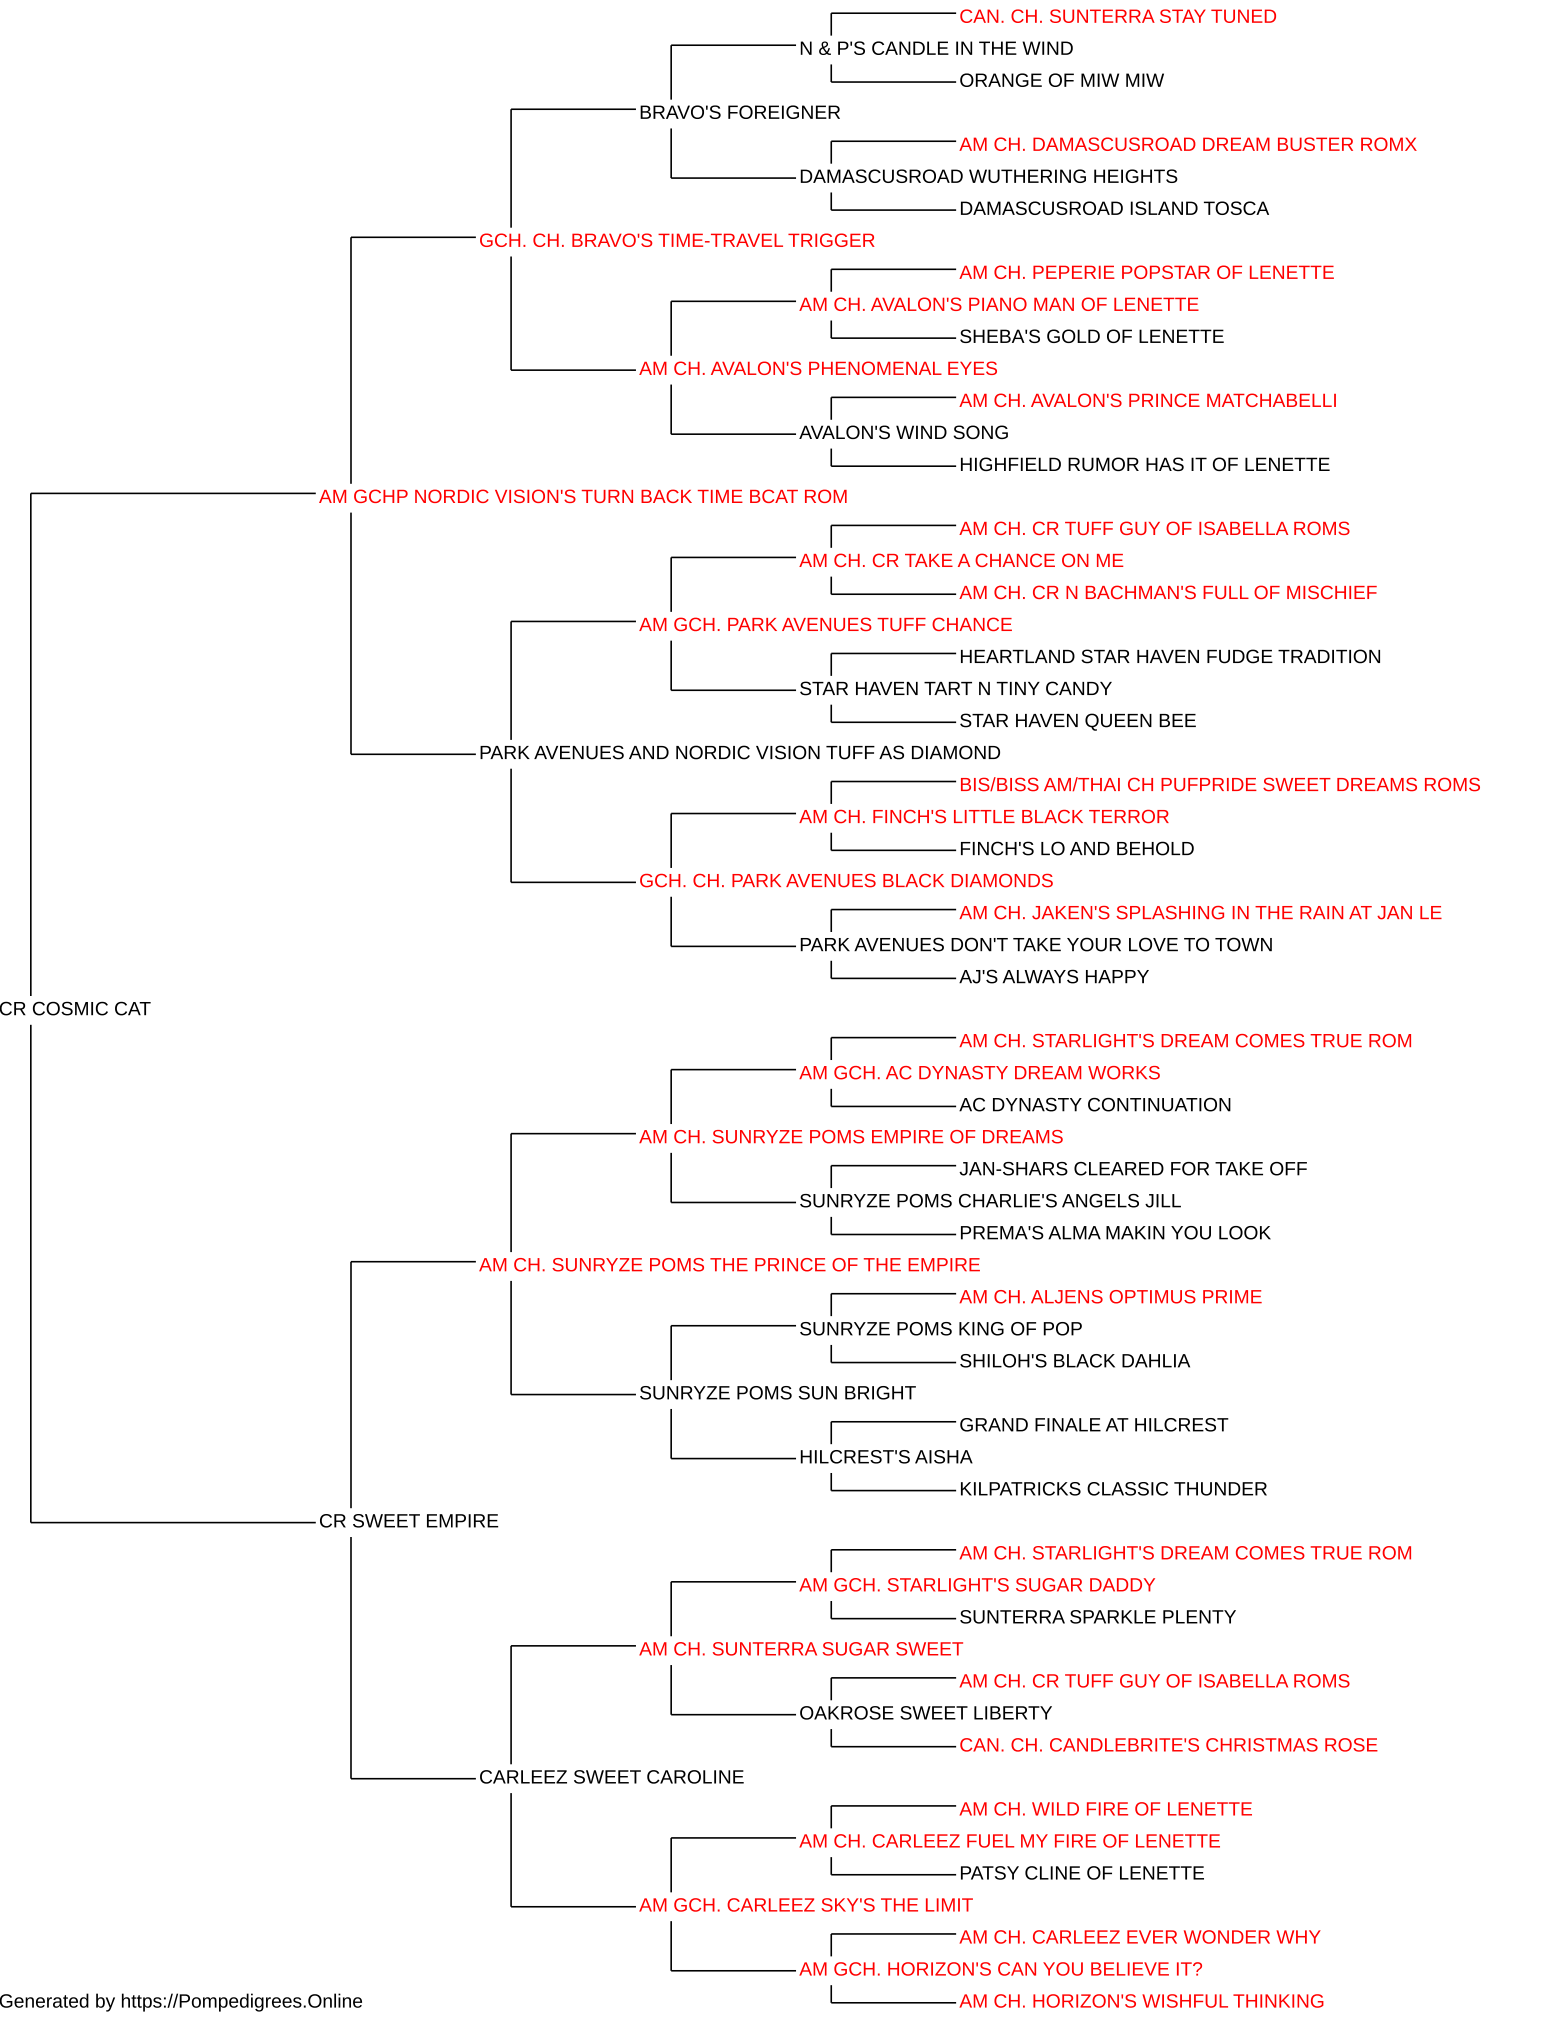 CAN. CH. SUNTERRA STAY TUNED
N & P'S CANDLE IN THE WIND
ORANGE OF MIW MIW
BRAVO'S FOREIGNER
AM CH. DAMASCUSROAD DREAM BUSTER ROMX
DAMASCUSROAD WUTHERING HEIGHTS
DAMASCUSROAD ISLAND TOSCA
GCH. CH. BRAVO'S TIME-TRAVEL TRIGGER
AM CH. PEPERIE POPSTAR OF LENETTE
AM CH. AVALON'S PIANO MAN OF LENETTE
SHEBA'S GOLD OF LENETTE
AM CH. AVALON'S PHENOMENAL EYES
AM CH. AVALON'S PRINCE MATCHABELLI
AVALON'S WIND SONG
HIGHFIELD RUMOR HAS IT OF LENETTE
AM GCHP NORDIC VISION'S TURN BACK TIME BCAT ROM
AM CH. CR TUFF GUY OF ISABELLA ROMS
AM CH. CR TAKE A CHANCE ON ME
AM CH. CR N BACHMAN'S FULL OF MISCHIEF
AM GCH. PARK AVENUES TUFF CHANCE
HEARTLAND STAR HAVEN FUDGE TRADITION
STAR HAVEN TART N TINY CANDY
STAR HAVEN QUEEN BEE
PARK AVENUES AND NORDIC VISION TUFF AS DIAMOND
BIS/BISS AM/THAI CH PUFPRIDE SWEET DREAMS ROMS
AM CH. FINCH'S LITTLE BLACK TERROR
FINCH'S LO AND BEHOLD
GCH. CH. PARK AVENUES BLACK DIAMONDS
AM CH. JAKEN'S SPLASHING IN THE RAIN AT JAN LE
PARK AVENUES DON'T TAKE YOUR LOVE TO TOWN
AJ'S ALWAYS HAPPY
CR COSMIC CAT
AM CH. STARLIGHT'S DREAM COMES TRUE ROM
AM GCH. AC DYNASTY DREAM WORKS
AC DYNASTY CONTINUATION
AM CH. SUNRYZE POMS EMPIRE OF DREAMS
JAN-SHARS CLEARED FOR TAKE OFF
SUNRYZE POMS CHARLIE'S ANGELS JILL
PREMA'S ALMA MAKIN YOU LOOK
AM CH. SUNRYZE POMS THE PRINCE OF THE EMPIRE
AM CH. ALJENS OPTIMUS PRIME
SUNRYZE POMS KING OF POP
SHILOH'S BLACK DAHLIA
SUNRYZE POMS SUN BRIGHT
GRAND FINALE AT HILCREST
HILCREST'S AISHA
KILPATRICKS CLASSIC THUNDER
CR SWEET EMPIRE
AM CH. STARLIGHT'S DREAM COMES TRUE ROM
AM GCH. STARLIGHT'S SUGAR DADDY
SUNTERRA SPARKLE PLENTY
AM CH. SUNTERRA SUGAR SWEET
AM CH. CR TUFF GUY OF ISABELLA ROMS
OAKROSE SWEET LIBERTY
CAN. CH. CANDLEBRITE'S CHRISTMAS ROSE
CARLEEZ SWEET CAROLINE
AM CH. WILD FIRE OF LENETTE
AM CH. CARLEEZ FUEL MY FIRE OF LENETTE
PATSY CLINE OF LENETTE
AM GCH. CARLEEZ SKY'S THE LIMIT
AM CH. CARLEEZ EVER WONDER WHY
AM GCH. HORIZON'S CAN YOU BELIEVE IT?
AM CH. HORIZON'S WISHFUL THINKING
Generated by https://Pompedigrees.Online